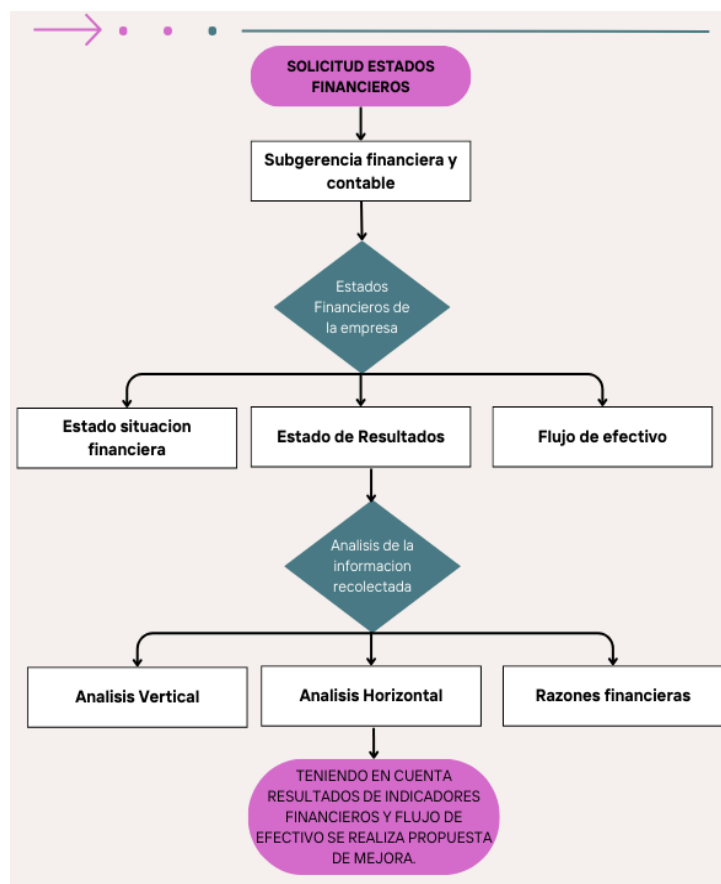 SOLICITUD ESTADOS
FINANCIEROS
Subgerencia financiera y
contable
Estados
Financieros de
la empresa
Estado situacion
financiera
Estado de Resultados
Flujo de efectivo
Analisis de la
informacion
recolectada
Analisis Vertical
Analisis Horizontal
Razones financieras
TENIENDO EN CUENTA
RESULTADOS DE INDICADORES
FINANCIEROS Y FLUJO DE
EFECTIVO SE REALIZA PROPUESTA
DE MEJORA.